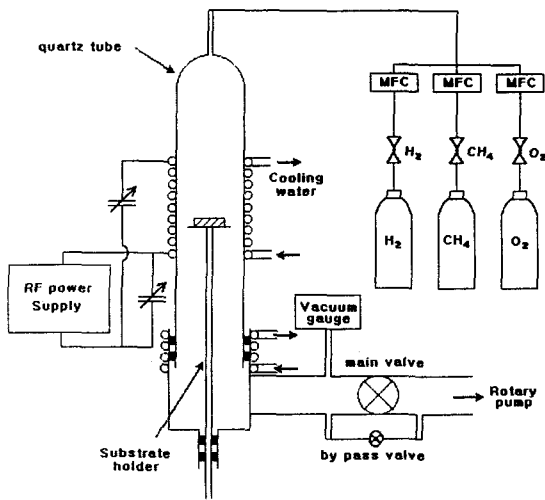 quartz tube
MFC
MFC
MFC
H2
CH4
O2
Cooling
water
H2
CH4
O2
RF power
Supply
Vacuum
gauge
main valve
Rotary
pump
Substrate
holder
by pass valve